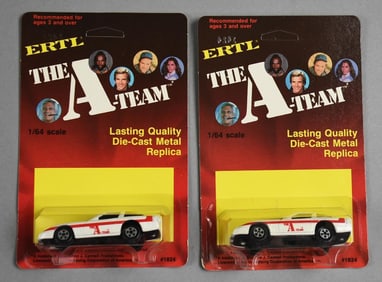 Recommended for
ages 3 and over
ERTL
THE
A-TEAM
1/64 scale
Lasting Quality
Die-Cast Metal
Replica
#1824
Recommended for
ages 3 and over
ERTL
THE
A-TEAM
1/64 scale
Lasting Quality
Die-Cast Metal
Replica
#1824